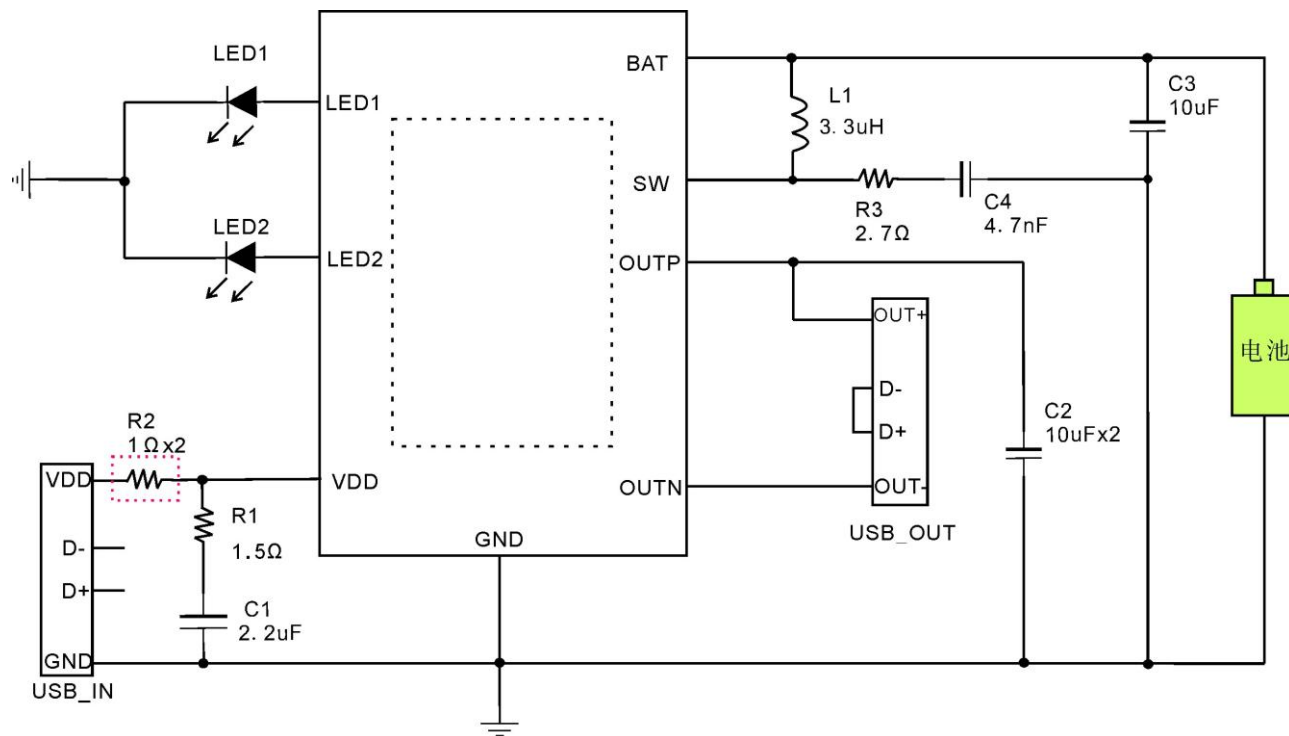 LED1
LED1
LED2
LED2
BAT
L1
3.3uH
C3
10uF
SW
R3
2.7Ω
C4
4.7nF
OUTP
OUT+
D-
D+
OUT-
USB_OUT
OUTN
C2
10uFx2
电池
R2
1Ωx2
VDD
VDD
R1
1.5Ω
GND
D-
D+
C1
2.2uF
GND
USB_IN